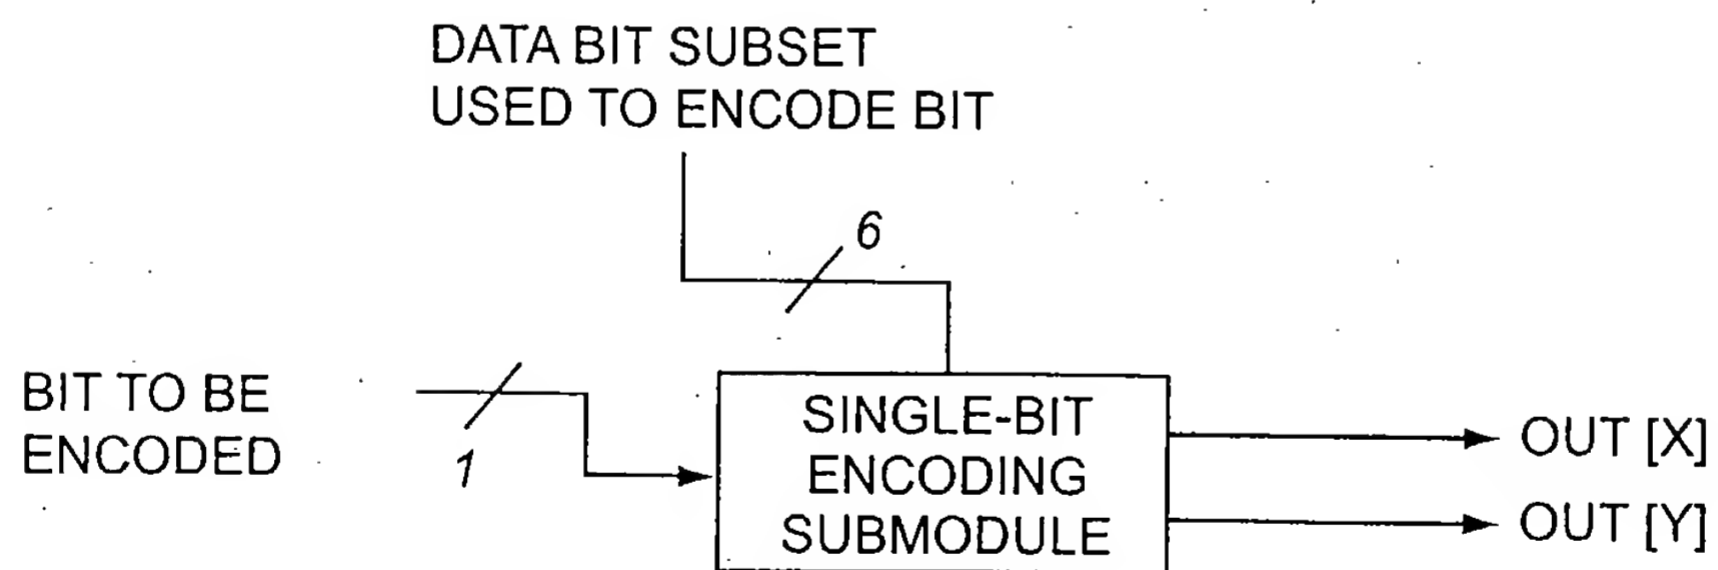 DATA BIT SUBSET
USED TO ENCODE BIT
6
BIT TO BE
ENCODED
1
SINGLE-BIT
ENCODING
SUBMODULE
OUT [X]
OUT [Y]